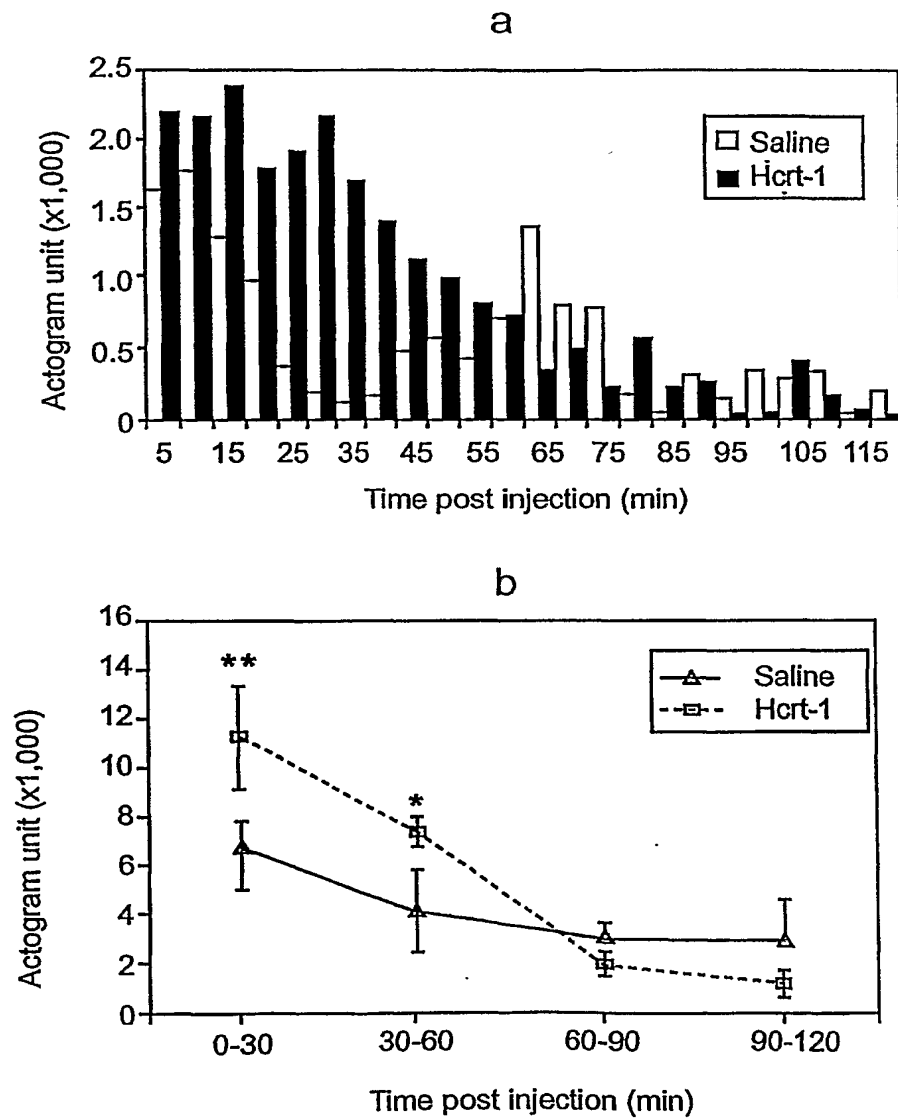 a
2.5
2.0
1.5
1.0
0.5
0
Actogram unit (x1,000)
Saline
Hcrt-1
5 15 25 35 45 55 65 75 85 95 105 115
Time post injection (min)
b
16
14
12
10
8
6
4
2
0
Actogram unit (x1,000)
**
*
Saline
Hcrt-1
0-30 30-60 60-90 90-120
Time post injection (min)